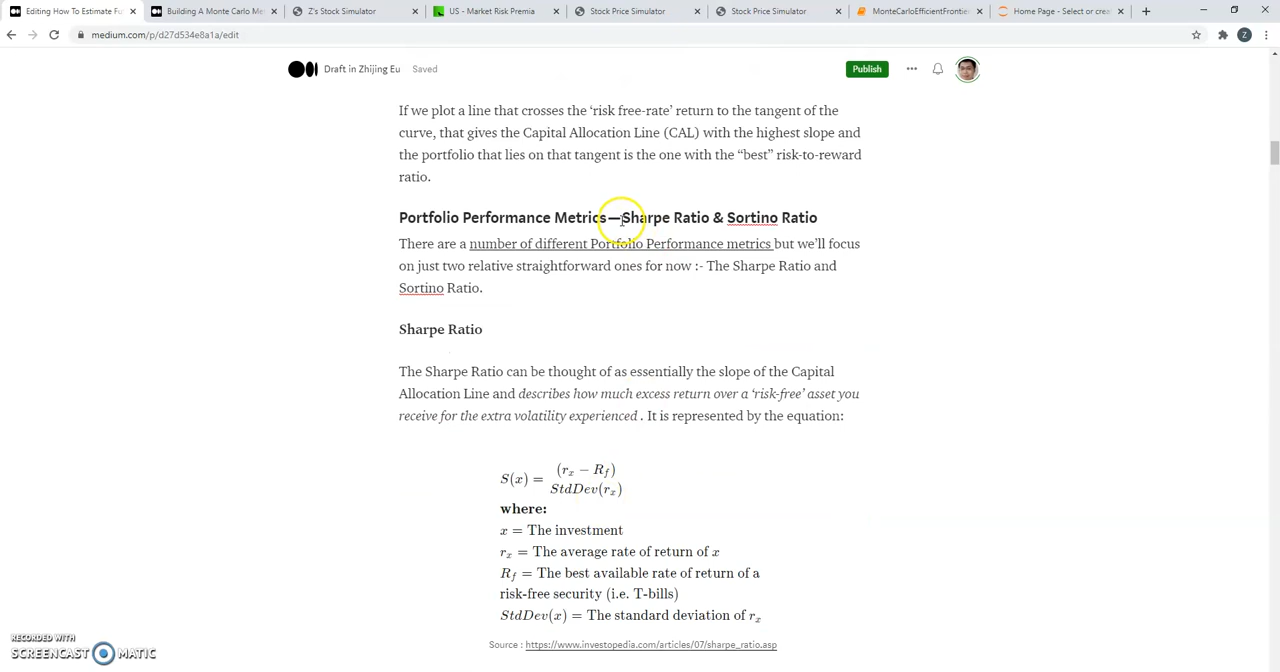 Editing How To Estimate Fu
Building A Monte Carlo Me
Z's Stock Simulator
US - Market Risk Premia
Stock Price Simulator
Stock Price Simulator
MonteCarloEfficientFrontie
Home Page - Select or crea
medium.com/p/d27d534e8a1a/edit
Z
Draft in Zhijing Eu
Saved
Publish
If we plot a line that crosses the ‘risk free-rate’ return to the tangent of the
curve, that gives the Capital Allocation Line (CAL) with the highest slope and
the portfolio that lies on that tangent is the one with the “best” risk-to-reward
ratio.
Portfolio Performance Metrics — Sharpe Ratio & Sortino Ratio
There are a number of different Portfolio Performance metrics but we’ll focus
on just two relative straightforward ones for now :- The Sharpe Ratio and
Sortino Ratio.
Sharpe Ratio
The Sharpe Ratio can be thought of as essentially the slope of the Capital
Allocation Line and describes how much excess return over a ‘risk-free’ asset you
receive for the extra volatility experienced . It is represented by the equation:
S(x) = (r_x − R_f) / StdDev(r_x)
where:
x = The investment
r_x = The average rate of return of x
R_f = The best available rate of return of a
risk-free security (i.e. T-bills)
StdDev(x) = The standard deviation of r_x
Source : https://www.investopedia.com/articles/07/sharpe_ratio.asp
RECORDED WITH
SCREENCAST MATIC